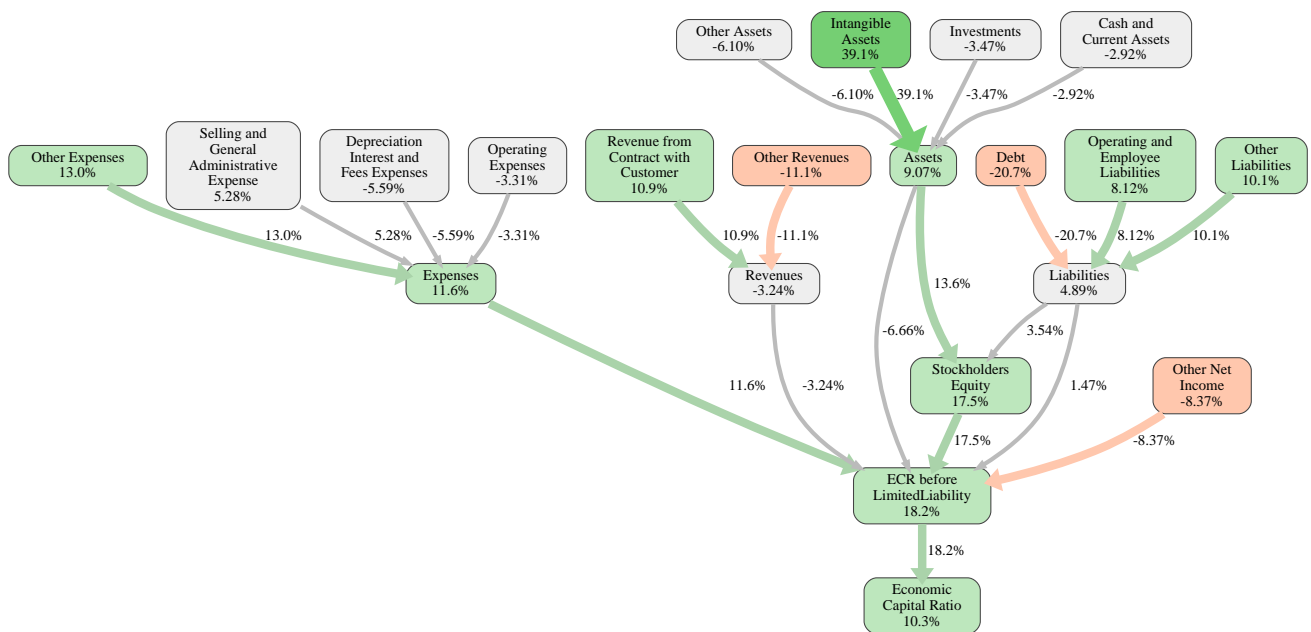 Other Assets
-6.10%
Intangible
Assets
39.1%
Investments
-3.47%
Cash and
Current Assets
-2.92%
-6.10%
39.1%
-3.47%
-2.92%
Other Expenses
13.0%
Selling and
General
Administrative
Expense
5.28%
Depreciation
Interest and
Fees Expenses
-5.59%
Operating
Expenses
-3.31%
Revenue from
Contract with
Customer
10.9%
Other Revenues
-11.1%
Assets
9.07%
Debt
-20.7%
Operating and
Employee
Liabilities
8.12%
Other
Liabilities
10.1%
13.0%
5.28%
-5.59%
-3.31%
10.9%
-11.1%
-20.7%
8.12%
10.1%
Expenses
11.6%
Revenues
-3.24%
13.6%
Liabilities
4.89%
-6.66%
3.54%
Stockholders
Equity
17.5%
Other Net
Income
-8.37%
11.6%
-3.24%
1.47%
17.5%
-8.37%
ECR before
LimitedLiability
18.2%
18.2%
Economic
Capital Ratio
10.3%